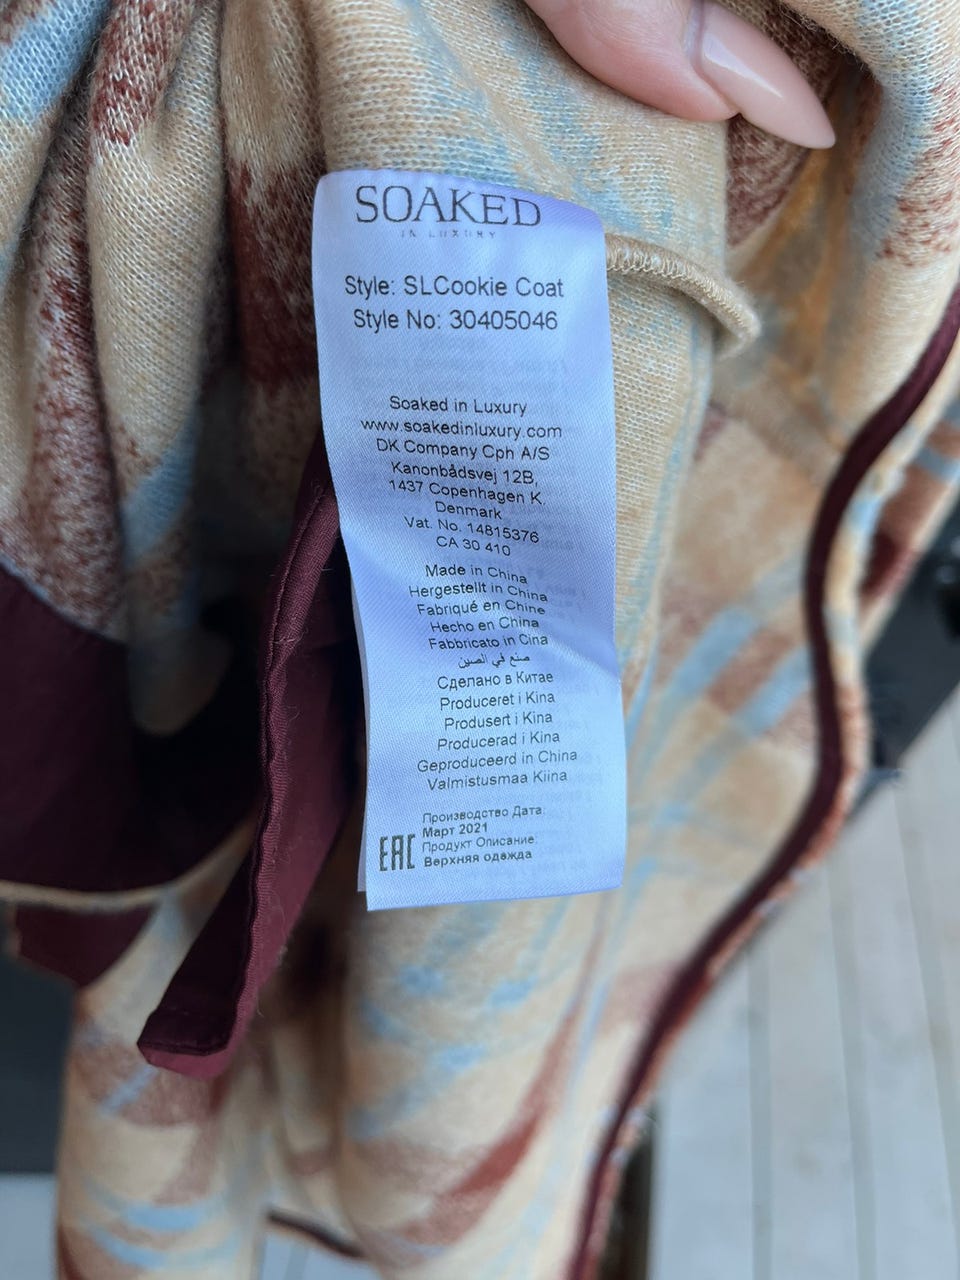 SOAKED
IN LUXURY
Style: SLCookie Coat
Style No: 30405046
Soaked in Luxury
www.soakedinluxury.com
DK Company Cph A/S
Kanonbådsvej 12B,
1437 Copenhagen K.
Denmark
Vat. No. 14815376
CA 30 410
Made in China
Hergestellt in China
Fabriqué en Chine
Hecho en China
Fabbricato in Cina
صنع في الصين
Сделано в Китае
Produceret i Kina
Produsert i Kina
Producerad i Kina
Geproduceerd in China
Valmistusmaa Kiina
Производство Дата:
Март 2021
EAC Продукт Описание:
Верхняя одежда